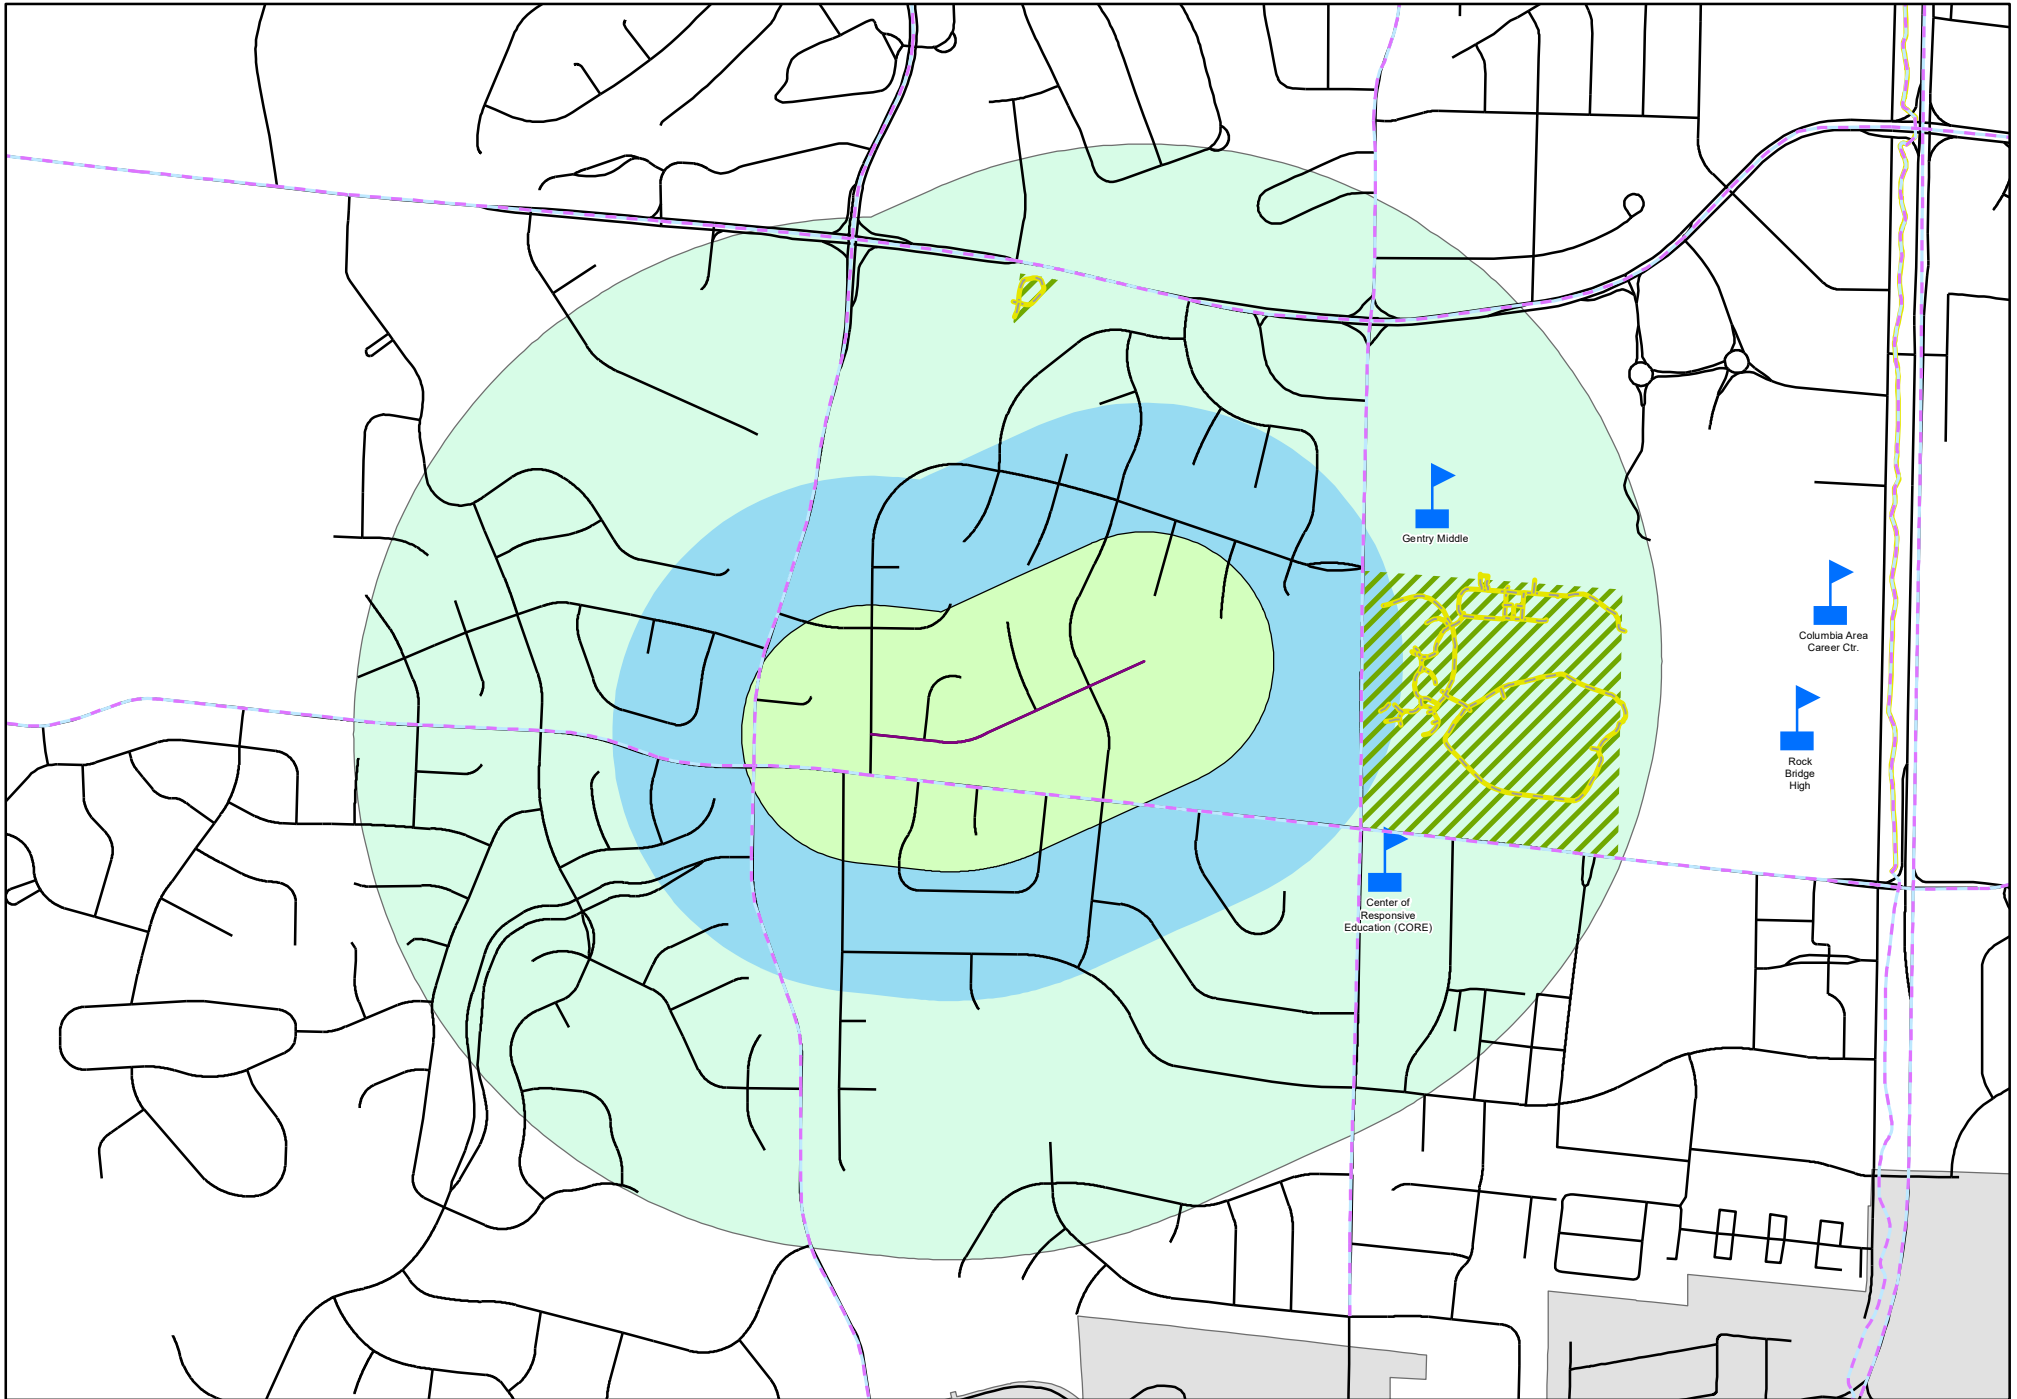 Gentry Middle
Columbia Area
Career Ctr.
Rock
Bridge
High
Center of
Responsive
Education (CORE)